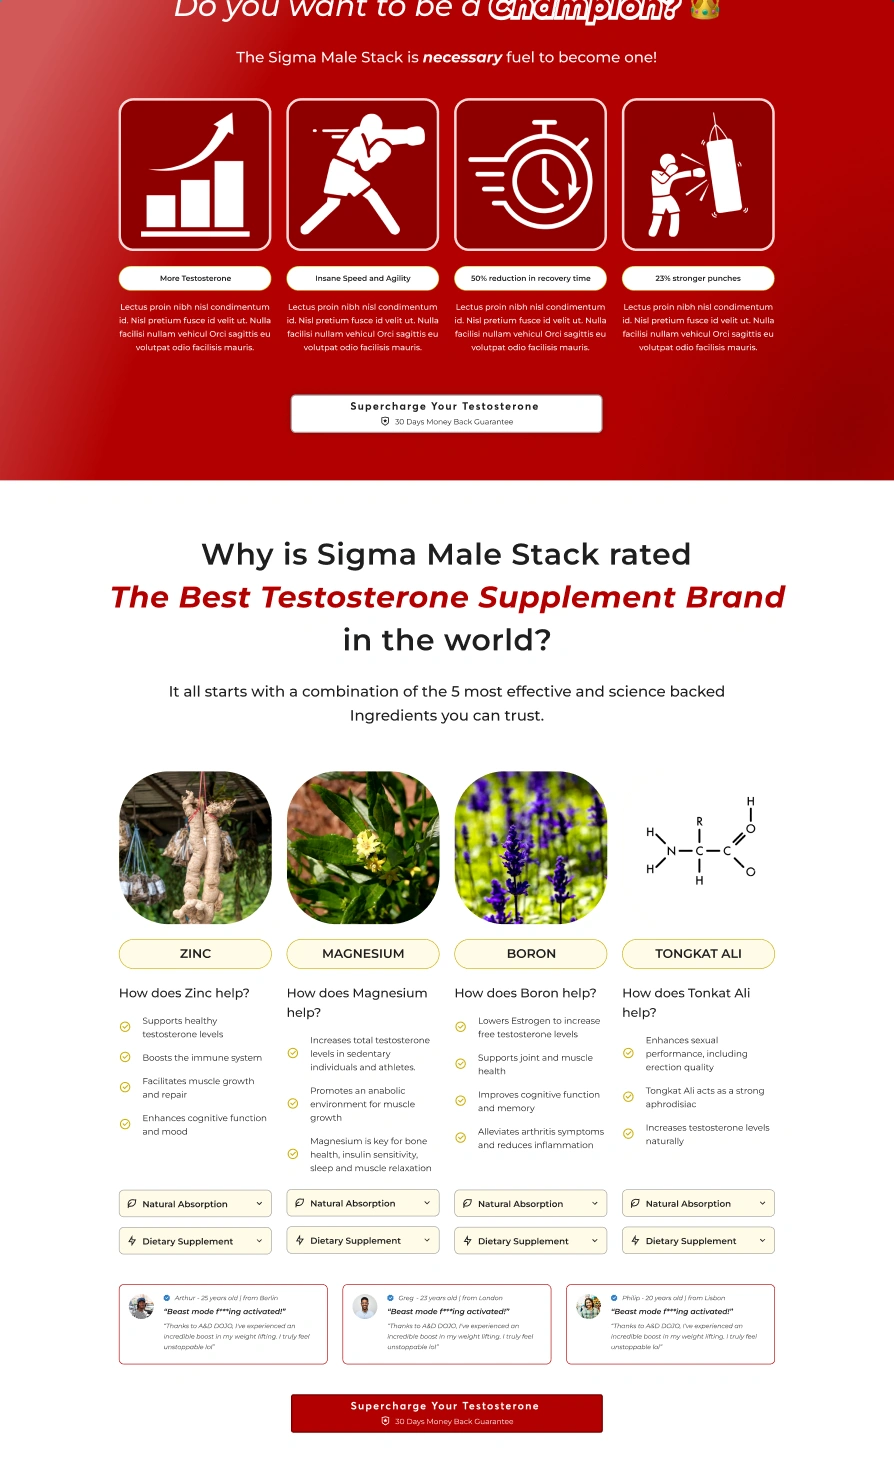 Do you want to be a Champion? 👑
The Sigma Male Stack is necessary fuel to become one!
More Testosterone
Insane Speed and Agility
50% reduction in recovery time
23% stronger punches
Lectus proin nibh nisl condimentum
id. Nisl pretium fusce id velit ut. Nulla
facilisi nullam vehicul Orci sagittis eu
volutpat odio facilisis mauris.
Lectus proin nibh nisl condimentum
id. Nisl pretium fusce id velit ut. Nulla
facilisi nullam vehicul Orci sagittis eu
volutpat odio facilisis mauris.
Lectus proin nibh nisl condimentum
id. Nisl pretium fusce id velit ut. Nulla
facilisi nullam vehicul Orci sagittis eu
volutpat odio facilisis mauris.
Lectus proin nibh nisl condimentum
id. Nisl pretium fusce id velit ut. Nulla
facilisi nullam vehicul Orci sagittis eu
volutpat odio facilisis mauris.
Supercharge Your Testosterone
30 Days Money Back Guarantee
Why is Sigma Male Stack rated
The Best Testosterone Supplement Brand
in the world?
It all starts with a combination of the 5 most effective and science backed
Ingredients you can trust.
H
R
O
H
N
C
C
H
H
O
ZINC
MAGNESIUM
BORON
TONGKAT ALI
How does Zinc help?
Supports healthy
testosterone levels
Boosts the immune system
Facilitates muscle growth
and repair
Enhances cognitive function
and mood
How does Magnesium
help?
Increases total testosterone
levels in sedentary
individuals and athletes.
Promotes an anabolic
environment for muscle
growth
Magnesium is key for bone
health, insulin sensitivity,
sleep and muscle relaxation
How does Boron help?
Lowers Estrogen to increase
free testosterone levels
Supports joint and muscle
health
Improves cognitive function
and memory
Alleviates arthritis symptoms
and reduces inflammation
How does Tonkat Ali
help?
Enhances sexual
performance, including
erection quality
Tongkat Ali acts as a strong
aphrodisiac
Increases testosterone levels
naturally
Natural Absorption
Natural Absorption
Natural Absorption
Natural Absorption
Dietary Supplement
Dietary Supplement
Dietary Supplement
Dietary Supplement
Arthur - 25 years old | from Berlin
“Beast mode f***ing activated!”
“Thanks to A&D DOJO, I've experienced an
incredible boost in my weight lifting. I truly feel
unstoppable lol”
Greg - 23 years old | from London
“Beast mode f***ing activated!”
“Thanks to A&D DOJO, I've experienced an
incredible boost in my weight lifting. I truly feel
unstoppable lol”
Philip - 20 years old | from Lisbon
“Beast mode f***ing activated!”
“Thanks to A&D DOJO, I've experienced an
incredible boost in my weight lifting. I truly feel
unstoppable lol”
Supercharge Your Testosterone
30 Days Money Back Guarantee